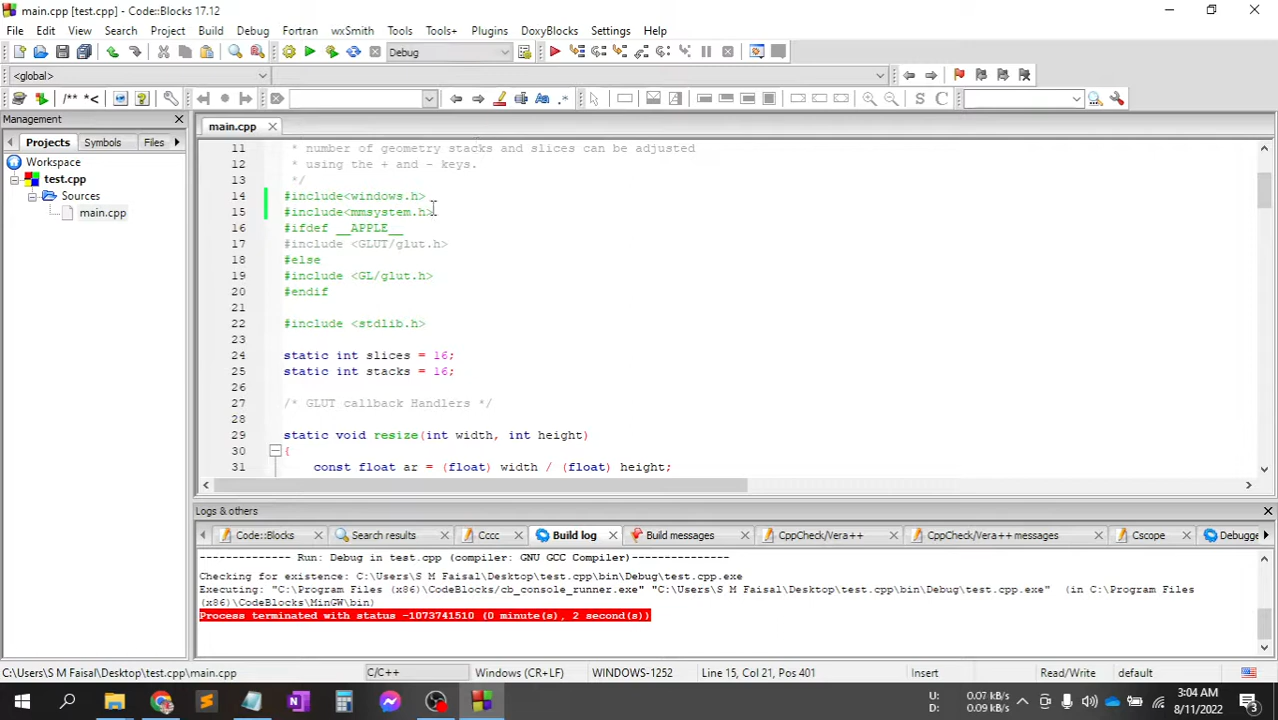 main.cpp [test.cpp] - Code::Blocks 17.12
File Edit View Search Project Build Debug Fortran wxSmith Tools Tools+ Plugins DoxyBlocks Settings Help
Debug
<global>
/** *<
Aa .*
S C
Management
main.cpp
Projects Symbols Files
Workspace
test.cpp
Sources
main.cpp
11 * number of geometry stacks and slices can be adjusted
12 * using the + and - keys.
13 */
14 #include<windows.h>
15 #include<mmsystem.h>
16 #ifdef __APPLE__
17 #include <GLUT/glut.h>
18 #else
19 #include <GL/glut.h>
20 #endif
21
22 #include <stdlib.h>
23
24 static int slices = 16;
25 static int stacks = 16;
26
27 /* GLUT callback Handlers */
28
29 static void resize(int width, int height)
30 {
31 const float ar = (float) width / (float) height;
Logs & others
Code::Blocks Search results Cccc Build log Build messages CppCheck/Vera++ CppCheck/Vera++ messages Cscope Debugge
-------------- Run: Debug in test.cpp (compiler: GNU GCC Compiler)---------------
Checking for existence: C:\Users\S M Faisal\Desktop\test.cpp\bin\Debug\test.cpp.exe
Executing: "C:\Program Files (x86)\CodeBlocks/cb_console_runner.exe" "C:\Users\S M Faisal\Desktop\test.cpp\bin\Debug\test.cpp.exe" (in C:\Program Files
(x86)\CodeBlocks\MinGW\bin)
Process terminated with status -1073741510 (0 minute(s), 2 second(s))
C:\Users\S M Faisal\Desktop\test.cpp\main.cpp C/C++ Windows (CR+LF) WINDOWS-1252 Line 15, Col 21, Pos 401 Insert Read/Write default
U: 0.07 kB/s
D: 0.09 kB/s
3:04 AM
8/11/2022
3